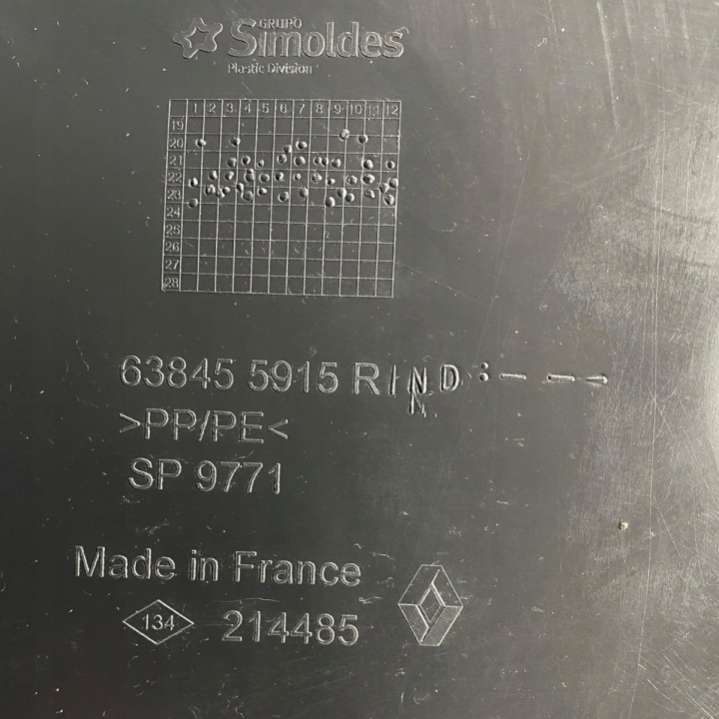 GRUPO
Simoldes
Plastic Division
1 2 3 4 5 6 7 8 9 10 11 12
19
20
21
22
23
24
25
26
27
28
63845 5915 R IND : - - -
>PP/PE<
SP 9771
Made in France
134 214485